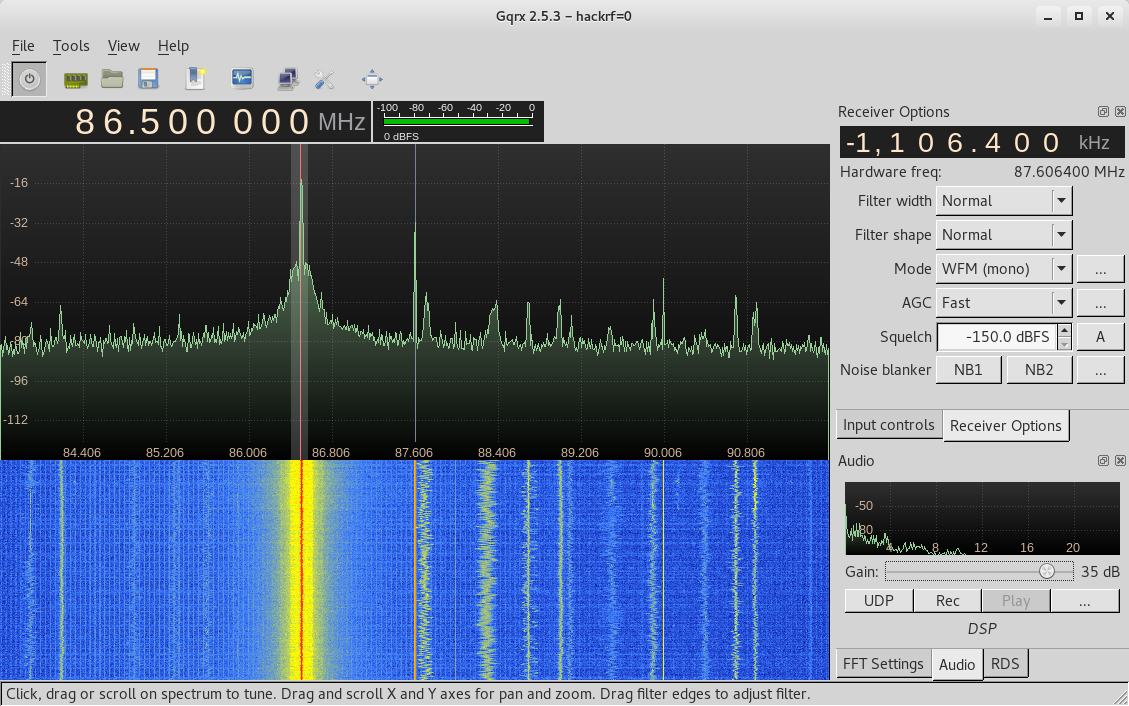 Gqrx 2.5.3 – hackrf=0
File Tools View Help
86.500 000 MHz
-100 -80 -60 -40 -20 0
0 dBFS
-16
-32
-48
-64
-80
-96
-112
84.406 85.206 86.006 86.806 87.606 88.406 89.206 90.006 90.806
Receiver Options
-1,106.400 kHz
Hardware freq: 87.606400 MHz
Filter width Normal
Filter shape Normal
Mode WFM (mono) ...
AGC Fast ...
Squelch -150.0 dBFS A
Noise blanker NB1 NB2 ...
Input controls Receiver Options
Audio
-50
-80
4 8 12 16 20
Gain: 35 dB
UDP Rec Play ...
DSP
FFT Settings Audio RDS
Click, drag or scroll on spectrum to tune. Drag and scroll X and Y axes for pan and zoom. Drag filter edges to adjust filter.